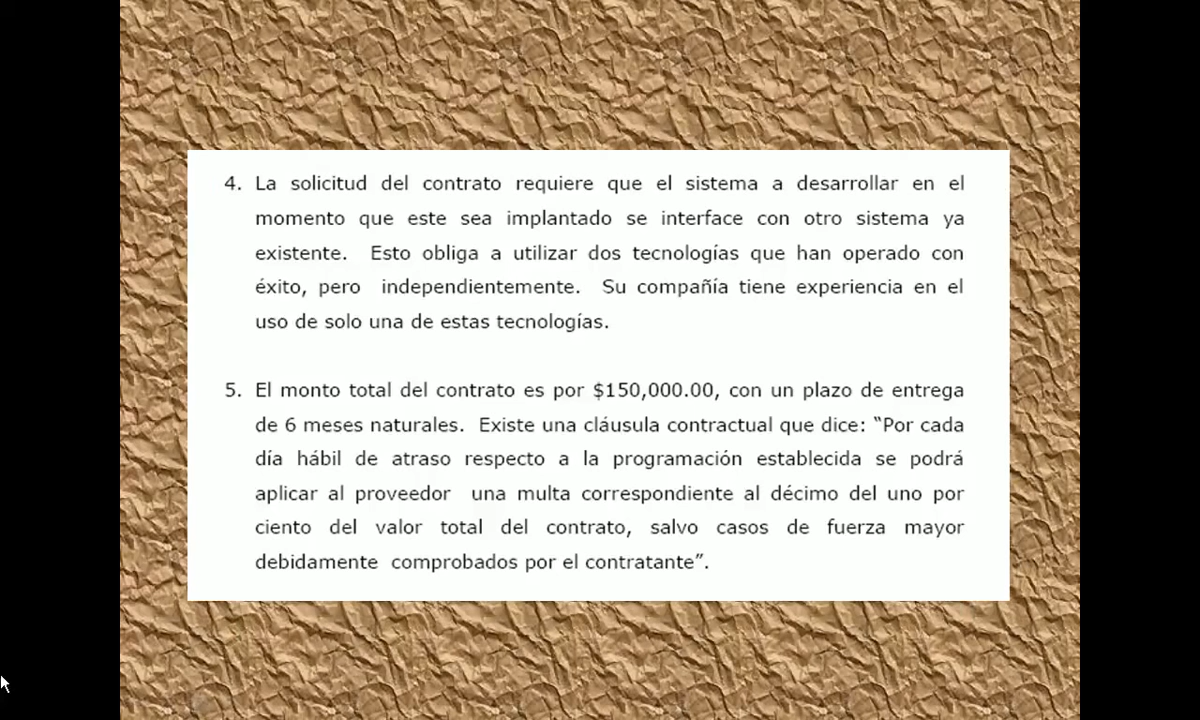 4. La solicitud del contrato requiere que el sistema a desarrollar en el
momento que este sea implantado se interface con otro sistema ya
existente. Esto obliga a utilizar dos tecnologías que han operado con
éxito, pero independientemente. Su compañía tiene experiencia en el
uso de solo una de estas tecnologías.
5. El monto total del contrato es por $150,000.00, con un plazo de entrega
de 6 meses naturales. Existe una cláusula contractual que dice: “Por cada
día hábil de atraso respecto a la programación establecida se podrá
aplicar al proveedor una multa correspondiente al décimo del uno por
ciento del valor total del contrato, salvo casos de fuerza mayor
debidamente comprobados por el contratante”.